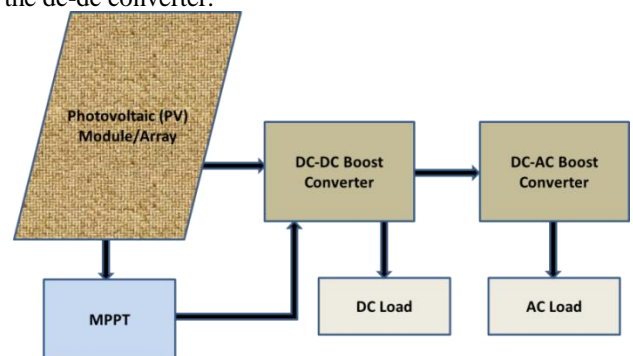 the dc-dc converter.
Photovoltaic (PV)
Module/Array
DC-DC Boost
Converter
DC-AC Boost
Converter
MPPT
DC Load
AC Load